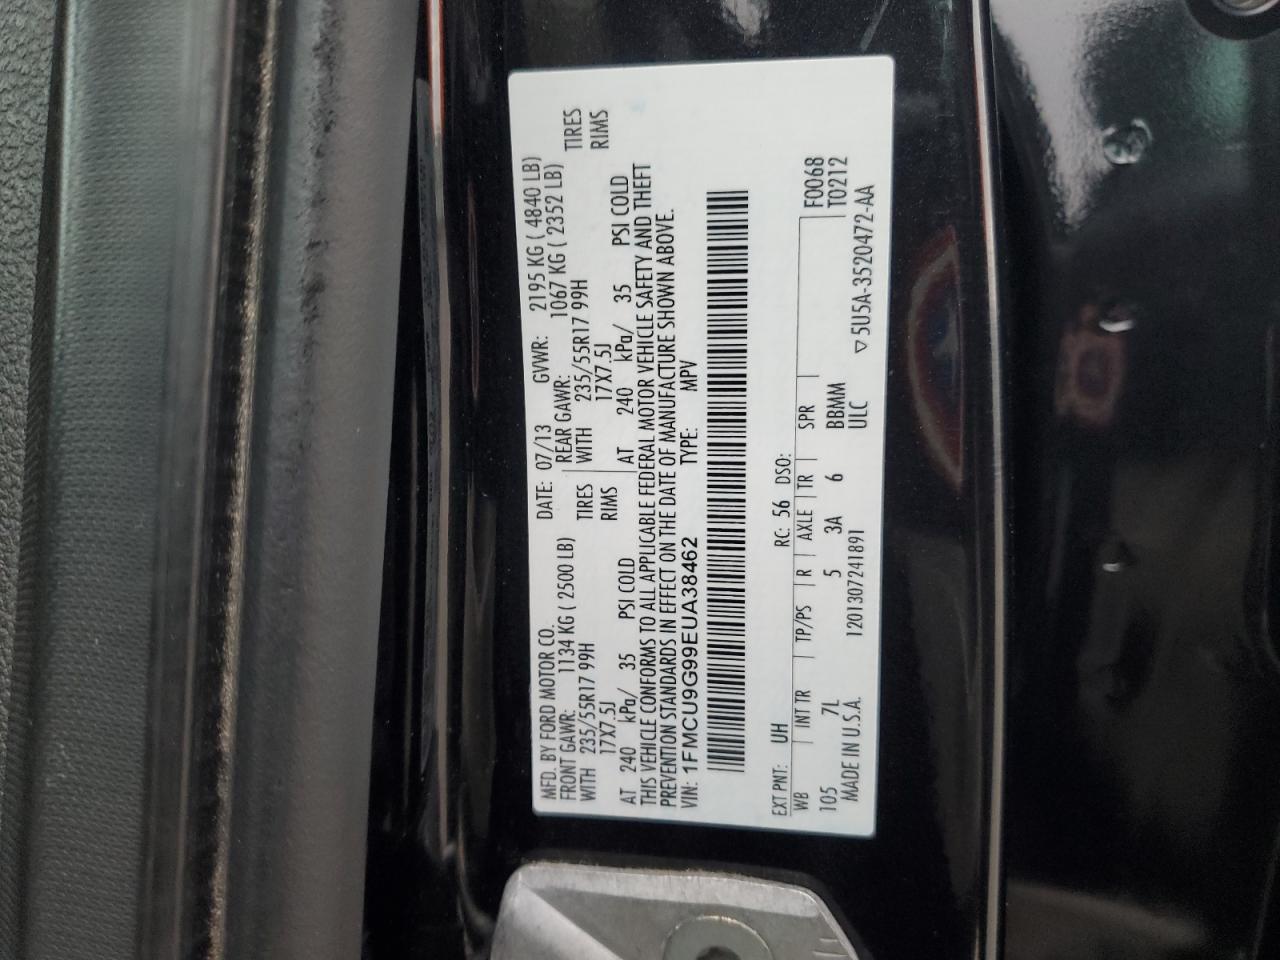 MFD. BY FORD MOTOR CO. DATE: 07/13 GVWR: 2195 KG ( 4840 LB)
FRONT GAWR: 1134 KG ( 2500 LB) REAR GAWR: 1067 KG ( 2352 LB)
WITH 235/55R17 99H TIRES WITH 235/55R17 99H TIRES
17X7.5J RIMS 17X7.5J RIMS
AT 240 kPa/ 35 PSI COLD AT 240 kPa/ 35 PSI COLD
THIS VEHICLE CONFORMS TO ALL APPLICABLE FEDERAL MOTOR VEHICLE SAFETY AND THEFT
PREVENTION STANDARDS IN EFFECT ON THE DATE OF MANUFACTURE SHOWN ABOVE.
VIN: 1FMCU9G99EUA38462 TYPE: MPV
EXT PNT: UH RC: 56 DSO:
WB INT TR TP/PS R AXLE TR SPR F0068
105 7L 5 3A 6 BBMM T0212
MADE IN U.S.A. 1201307241891 ULC ▽5U5A-3520472-AA